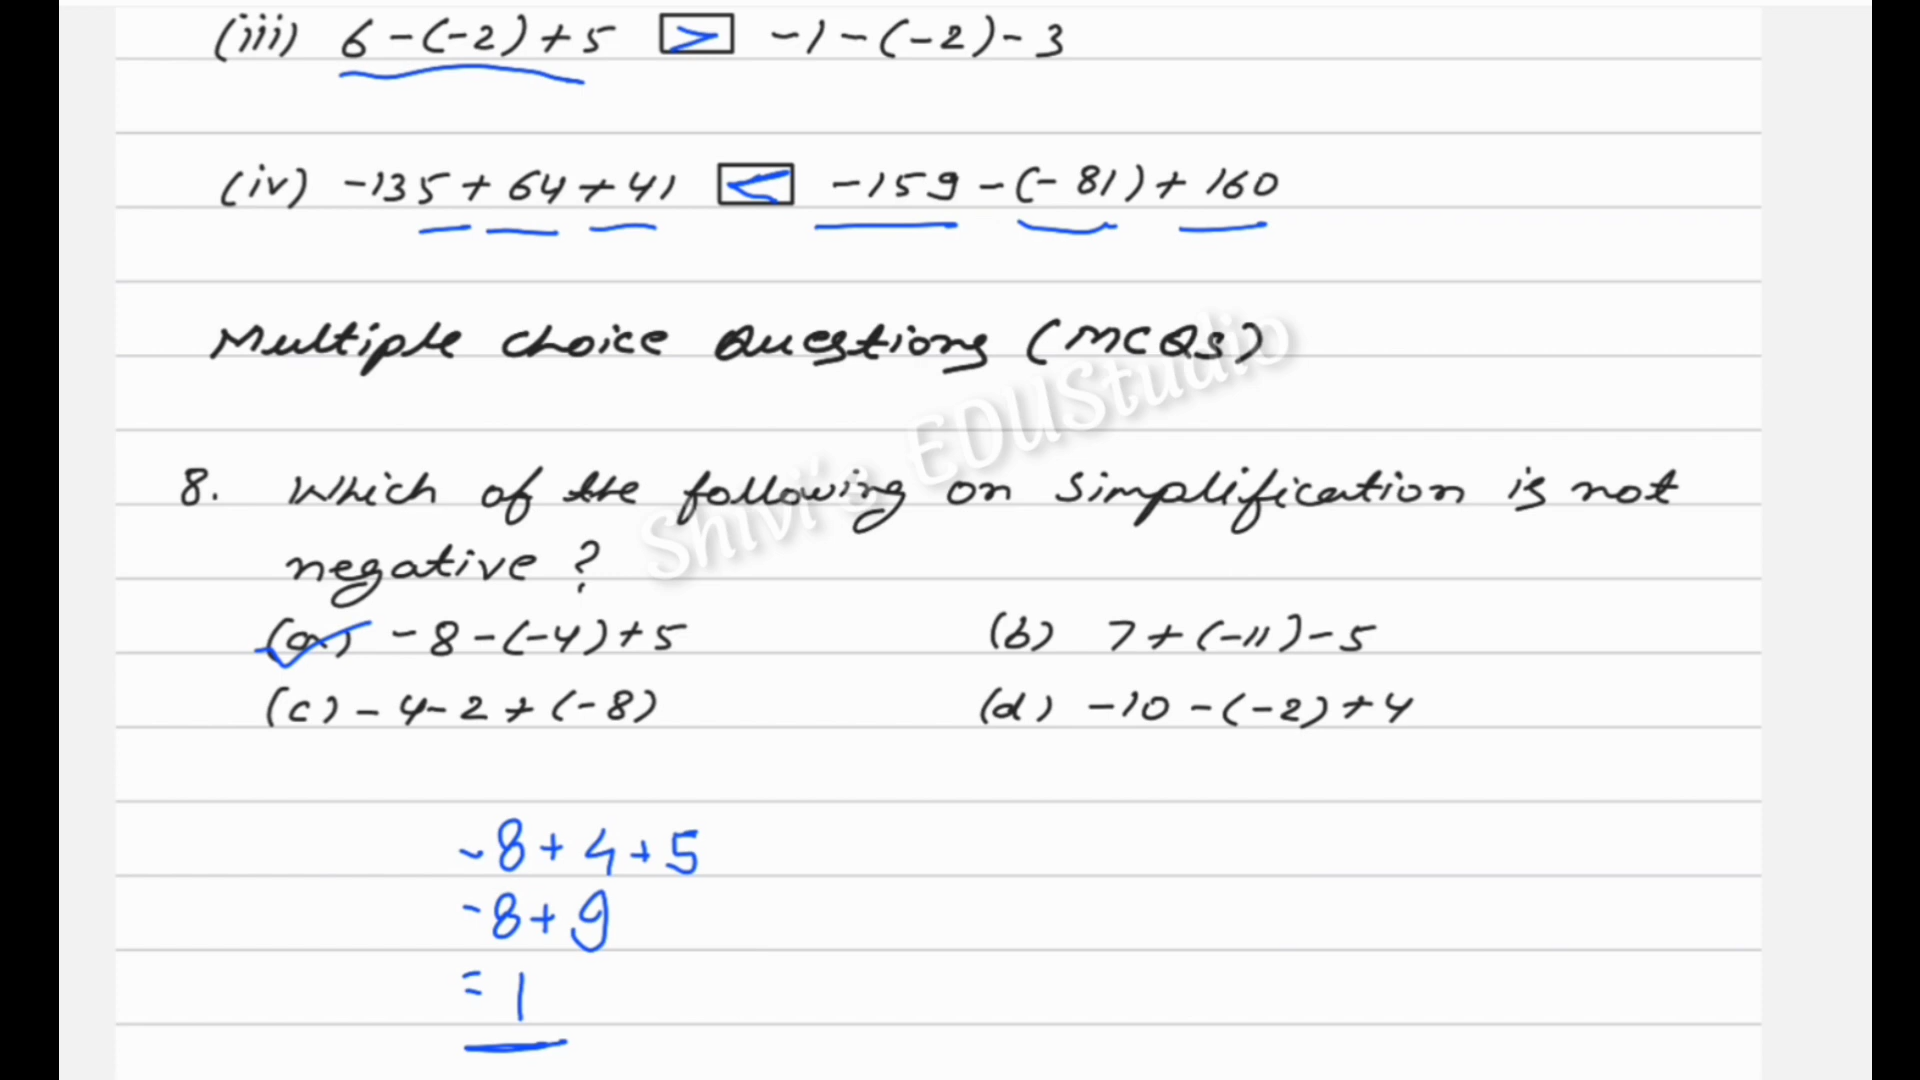 (iii) 6 - (-2) + 5 > -1 - (-2) - 3
(iv) -135 + 64 + 41 < -159 - (-81) + 160
Multiple Choice Questions (MCQs)
Shivi's EDUStudio
8. Which of the following on simplification is not
negative ?
(a) -8 - (-4) + 5 (b) 7 + (-11) - 5
(c) -4 - 2 + (-8) (d) -10 - (-2) + 4
-8 + 4 + 5
-8 + 9
= 1